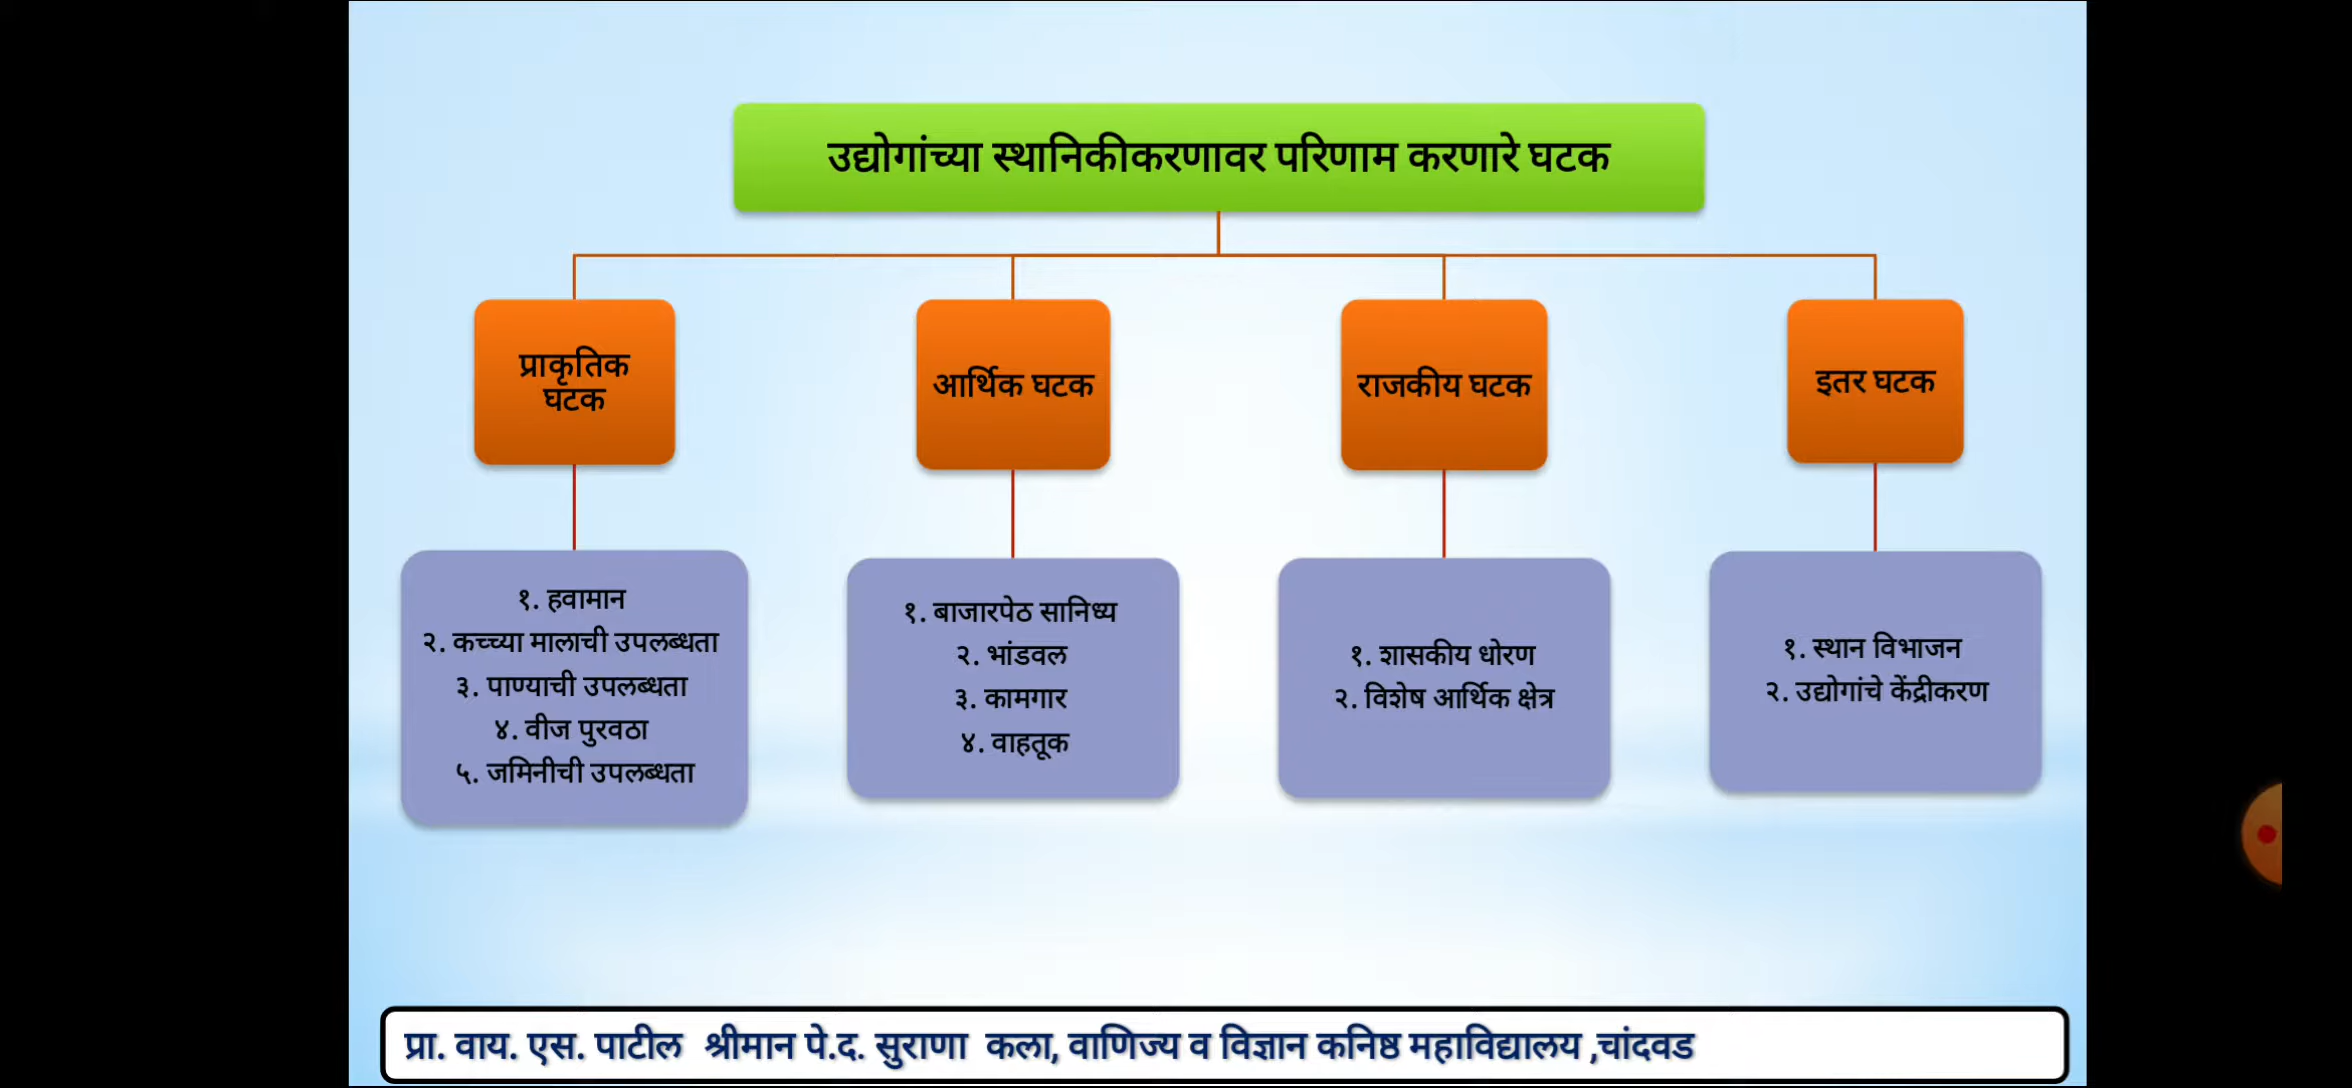 उद्योगांच्या स्थानिकीकरणावर परिणाम करणारे घटक
प्राकृतिक
घटक
आर्थिक घटक
राजकीय घटक
इतर घटक
१. हवामान
२. कच्च्या मालाची उपलब्धता
३. पाण्याची उपलब्धता
४. वीज पुरवठा
५. जमिनीची उपलब्धता
१. बाजारपेठ सानिध्य
२. भांडवल
३. कामगार
४. वाहतूक
१. शासकीय धोरण
२. विशेष आर्थिक क्षेत्र
१. स्थान विभाजन
२. उद्योगांचे केंद्रीकरण
प्रा. वाय. एस. पाटील श्रीमान पे.द. सुराणा कला, वाणिज्य व विज्ञान कनिष्ठ महाविद्यालय ,चांदवड